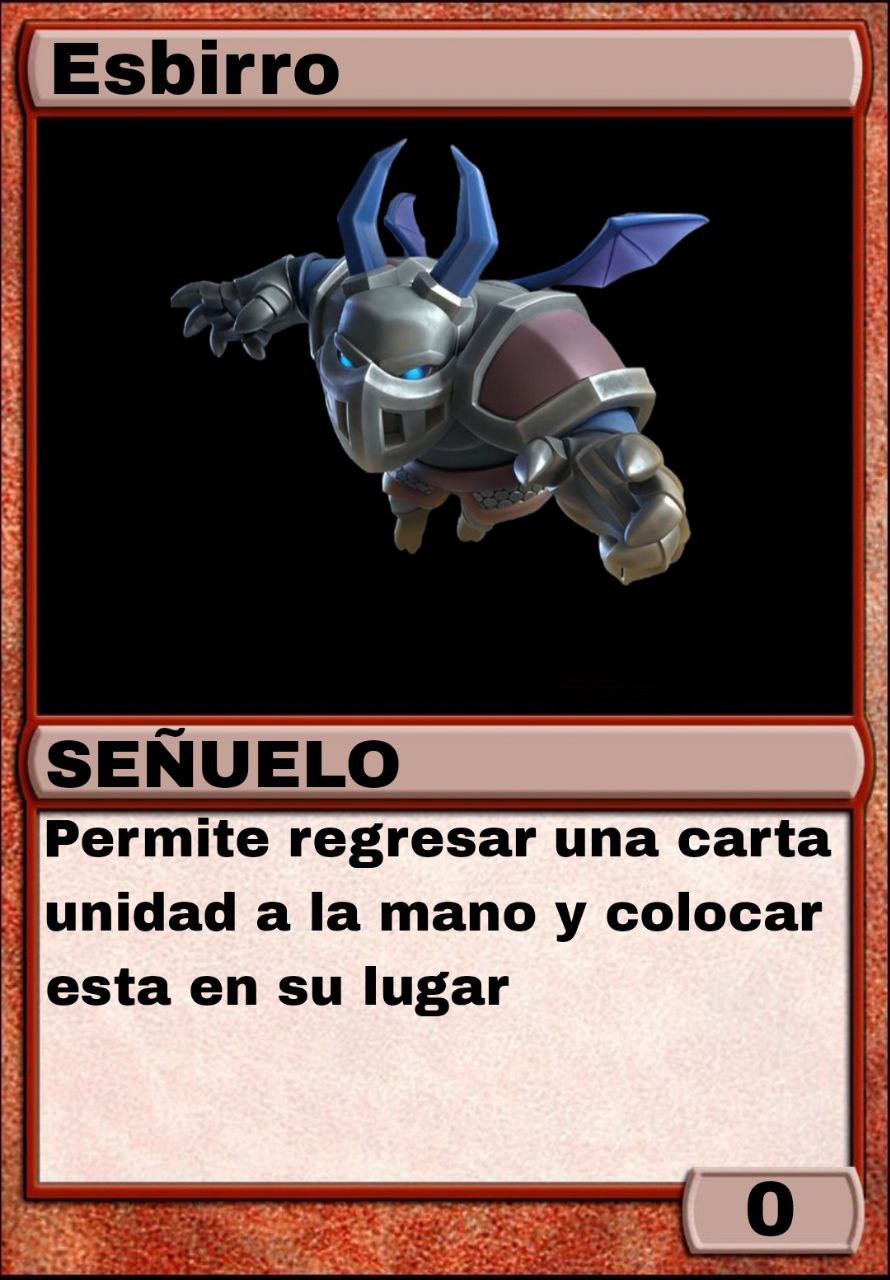 Esbirro
SEÑUELO
Permite regresar una carta
unidad a la mano y colocar
esta en su lugar
0